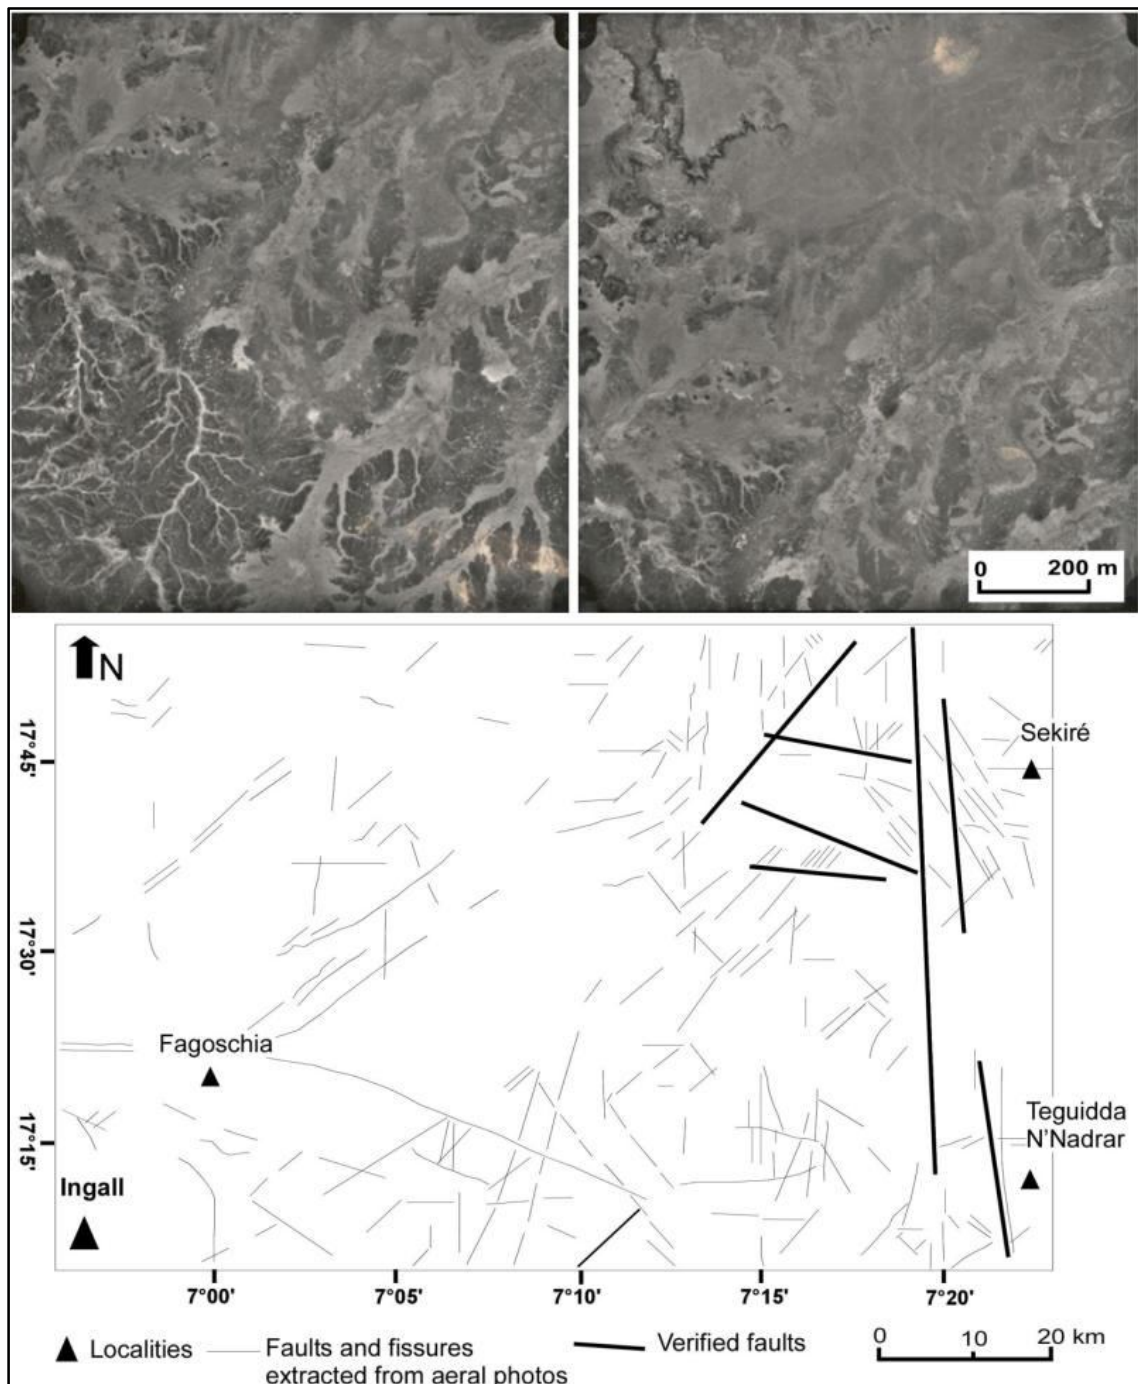 0 200 m
N
Sekiré
17°45'
17°30'
Fagoschia
Teguidda
N'Nadrar
17°15'
Ingall
7°00' 7°05' 7°10' 7°15' 7°20'
Localities
Faults and fissures
extracted from aeral photos
Verified faults
0 10 20 km